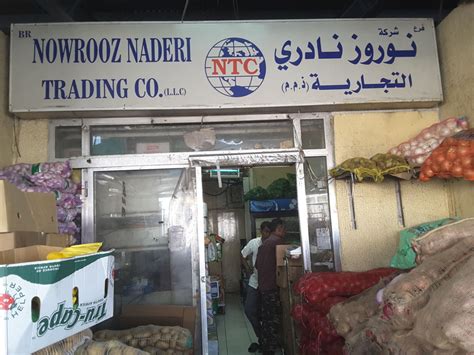 BR
NOWROOZ NADERI
TRADING CO.(L.L.C)
NTC
فرع
شركة
نوروز نادري
التجارية (ذ.م.م)
Tru-Cape